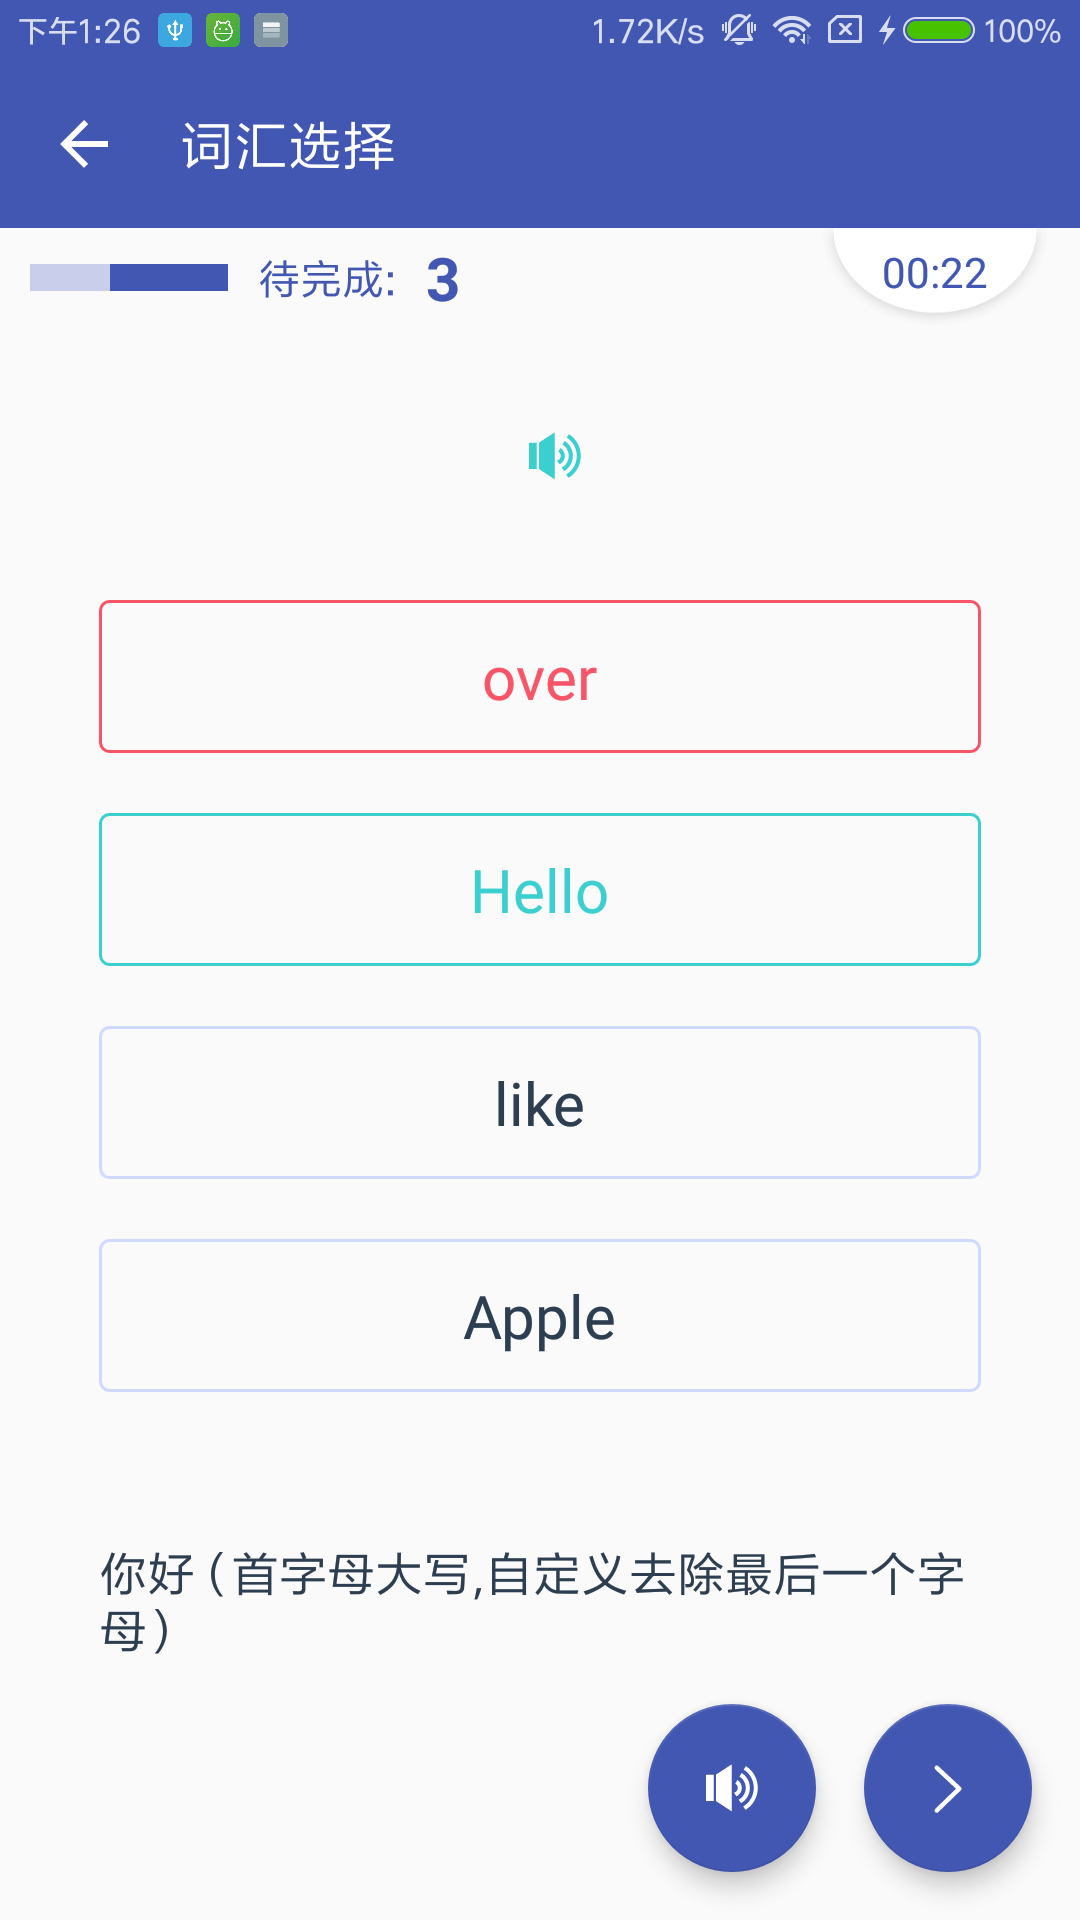 下午1:26 1.72K/s 100%
词汇选择
待完成: 3 00:22
over
Hello
like
Apple
你好（首字母大写,自定义去除最后一个字
母）